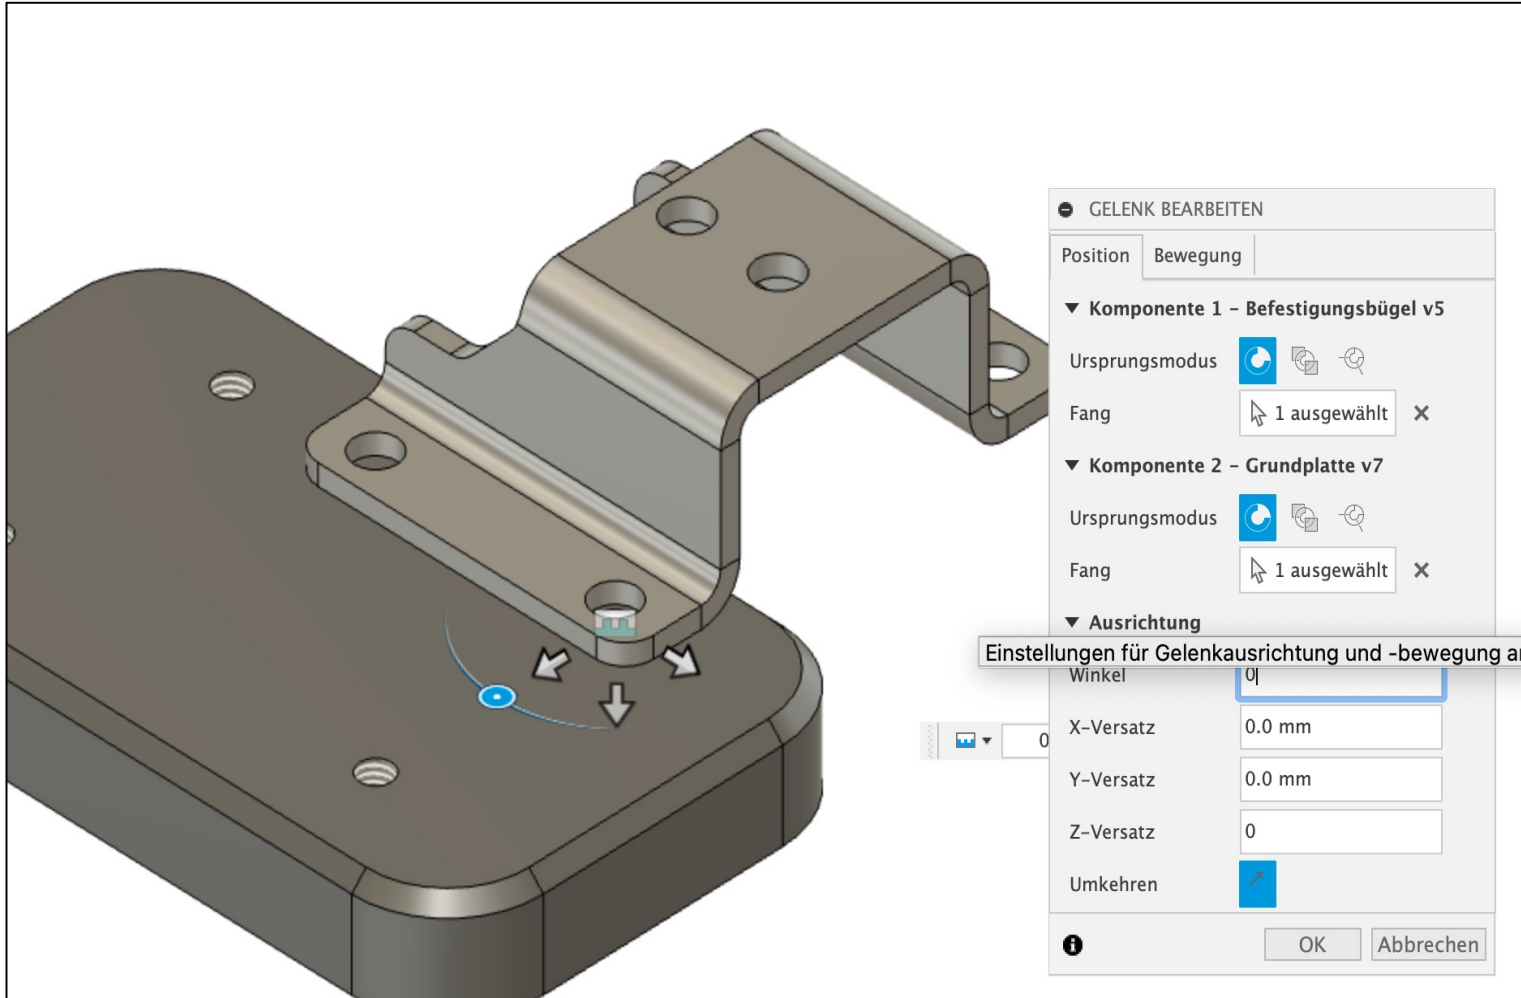 GELENK BEARBEITEN
Position Bewegung
Komponente 1 – Befestigungsbügel v5
Ursprungsmodus
Fang 1 ausgewählt
Komponente 2 – Grundplatte v7
Ursprungsmodus
Fang 1 ausgewählt
Ausrichtung
Einstellungen für Gelenkausrichtung und -bewegung
Winkel 0
0
X-Versatz 0.0 mm
Y-Versatz 0.0 mm
Z-Versatz 0
Umkehren
OK Abbrechen